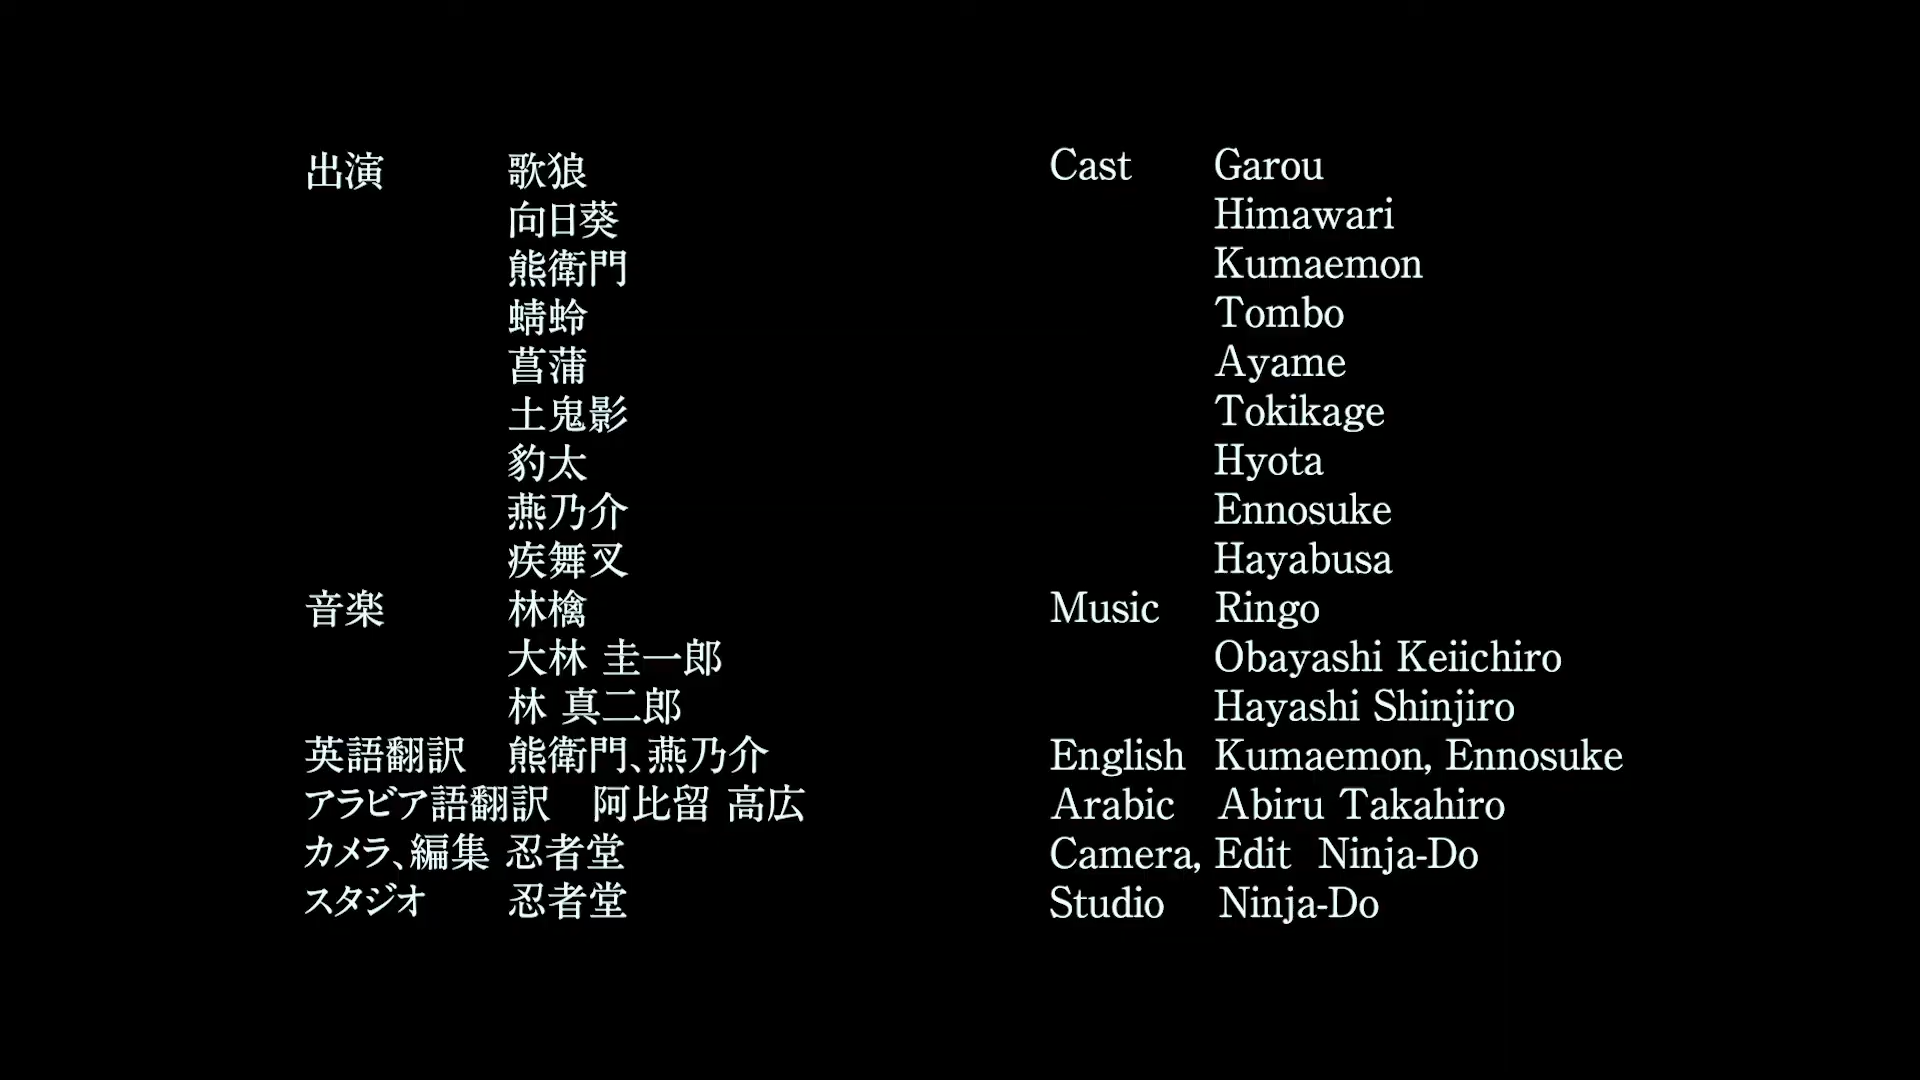 出演 歌狼
向日葵
熊衛門
蜻蛉
菖蒲
土鬼影
豹太
燕乃介
疾舞叉
音楽 林檎
大林 圭一郎
林 真二郎
英語翻訳 熊衛門、燕乃介
アラビア語翻訳 阿比留 高広
カメラ、編集 忍者堂
スタジオ 忍者堂
Cast Garou
Himawari
Kumaemon
Tombo
Ayame
Tokikage
Hyota
Ennosuke
Hayabusa
Music Ringo
Obayashi Keiichiro
Hayashi Shinjiro
English Kumaemon, Ennosuke
Arabic Abiru Takahiro
Camera, Edit Ninja-Do
Studio Ninja-Do